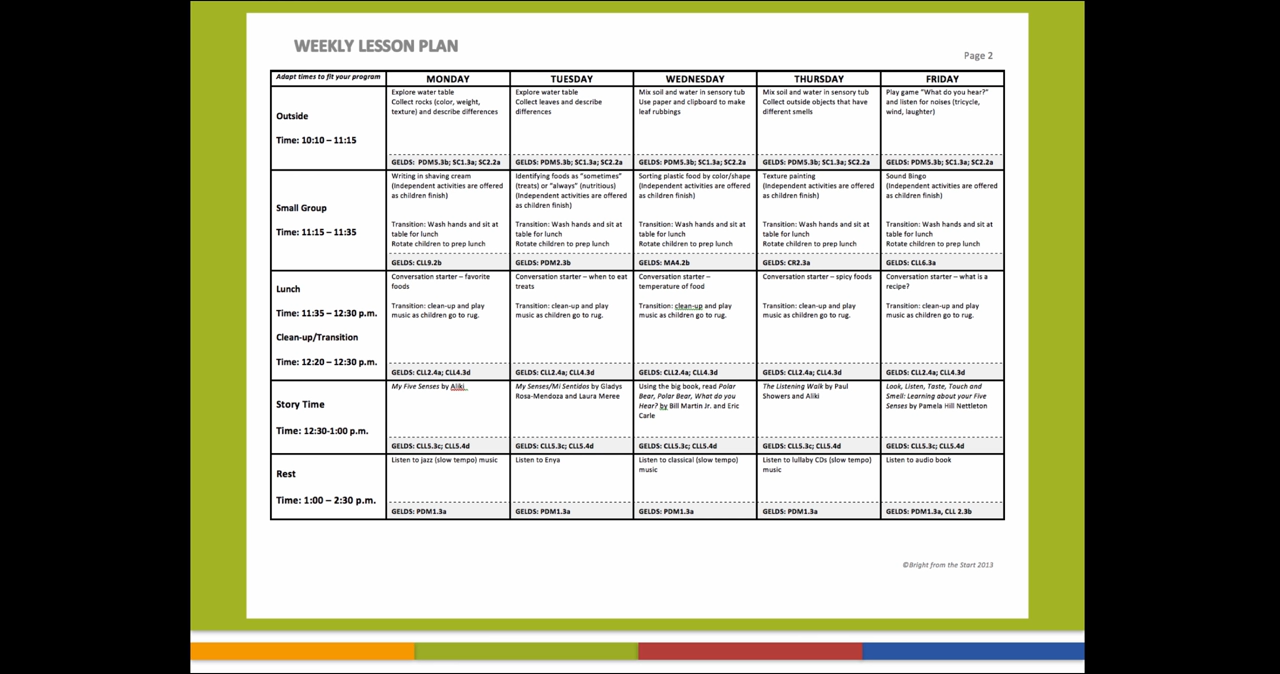 WEEKLY LESSON PLAN
Page 2
Adapt times to fit your program
MONDAY
TUESDAY
WEDNESDAY
THURSDAY
FRIDAY
Outside
Time: 10:10 – 11:15
Explore water table
Collect rocks (color, weight,
texture) and describe differences
GELDS: PDM5.3b; SC1.3a; SC2.2a
Explore water table
Collect leaves and describe
differences
GELDS: PDM5.3b; SC1.3a; SC2.2a
Mix soil and water in sensory tub
Use paper and clipboard to make
leaf rubbings
GELDS: PDM5.3b; SC1.3a; SC2.2a
Mix soil and water in sensory tub
Collect outside objects that have
different smells
GELDS: PDM5.3b; SC1.3a; SC2.2a
Play game “What do you hear?”
and listen for noises (tricycle,
wind, laughter)
GELDS: PDM5.3b; SC1.3a; SC2.2a
Small Group
Time: 11:15 – 11:35
Writing in shaving cream
(Independent activities are offered
as children finish)
Transition: Wash hands and sit at
table for lunch
Rotate children to prep lunch
GELDS: CLL9.2b
Identifying foods as “sometimes”
(treats) or “always” (nutritious)
(Independent activities are offered
as children finish)
Transition: Wash hands and sit at
table for lunch
Rotate children to prep lunch
GELDS: PDM2.3b
Sorting plastic food by color/shape
(Independent activities are offered
as children finish)
Transition: Wash hands and sit at
table for lunch
Rotate children to prep lunch
GELDS: MA4.2b
Texture painting
(Independent activities are offered
as children finish)
Transition: Wash hands and sit at
table for lunch
Rotate children to prep lunch
GELDS: CR2.3a
Sound Bingo
(Independent activities are offered
as children finish)
Transition: Wash hands and sit at
table for lunch
Rotate children to prep lunch
GELDS: CLL6.3a
Lunch
Time: 11:35 – 12:30 p.m.
Clean-up/Transition
Time: 12:20 – 12:30 p.m.
Conversation starter – favorite
foods
Transition: clean-up and play
music as children go to rug.
GELDS: CLL2.4a; CLL4.3d
Conversation starter – when to eat
treats
Transition: clean-up and play
music as children go to rug.
GELDS: CLL2.4a; CLL4.3d
Conversation starter –
temperature of food
Transition: clean-up and play
music as children go to rug.
GELDS: CLL2.4a; CLL4.3d
Conversation starter – spicy foods
Transition: clean-up and play
music as children go to rug.
GELDS: CLL2.4a; CLL4.3d
Conversation starter – what is a
recipe?
Transition: clean-up and play
music as children go to rug.
GELDS: CLL2.4a; CLL4.3d
Story Time
Time: 12:30-1:00 p.m.
My Five Senses by Aliki
GELDS: CLL5.3c; CLL5.4d
My Senses/Mi Sentidos by Gladys
Rosa-Mendoza and Laura Meree
GELDS: CLL5.3c; CLL5.4d
Using the big book, read Polar
Bear, Polar Bear, What do you
Hear? by Bill Martin Jr. and Eric
Carle
GELDS: CLL5.3c; CLL5.4d
The Listening Walk by Paul
Showers and Aliki
GELDS: CLL5.3c; CLL5.4d
Look, Listen, Taste, Touch and
Smell: Learning about your Five
Senses by Pamela Hill Nettleton
GELDS: CLL5.3c; CLL5.4d
Rest
Time: 1:00 – 2:30 p.m.
Listen to jazz (slow tempo) music
GELDS: PDM1.3a
Listen to Enya
GELDS: PDM1.3a
Listen to classical (slow tempo)
music
GELDS: PDM1.3a
Listen to lullaby CDs (slow tempo)
music
GELDS: PDM1.3a
Listen to audio book
GELDS: PDM1.3a, CLL 2.3b
©Bright from the Start 2013